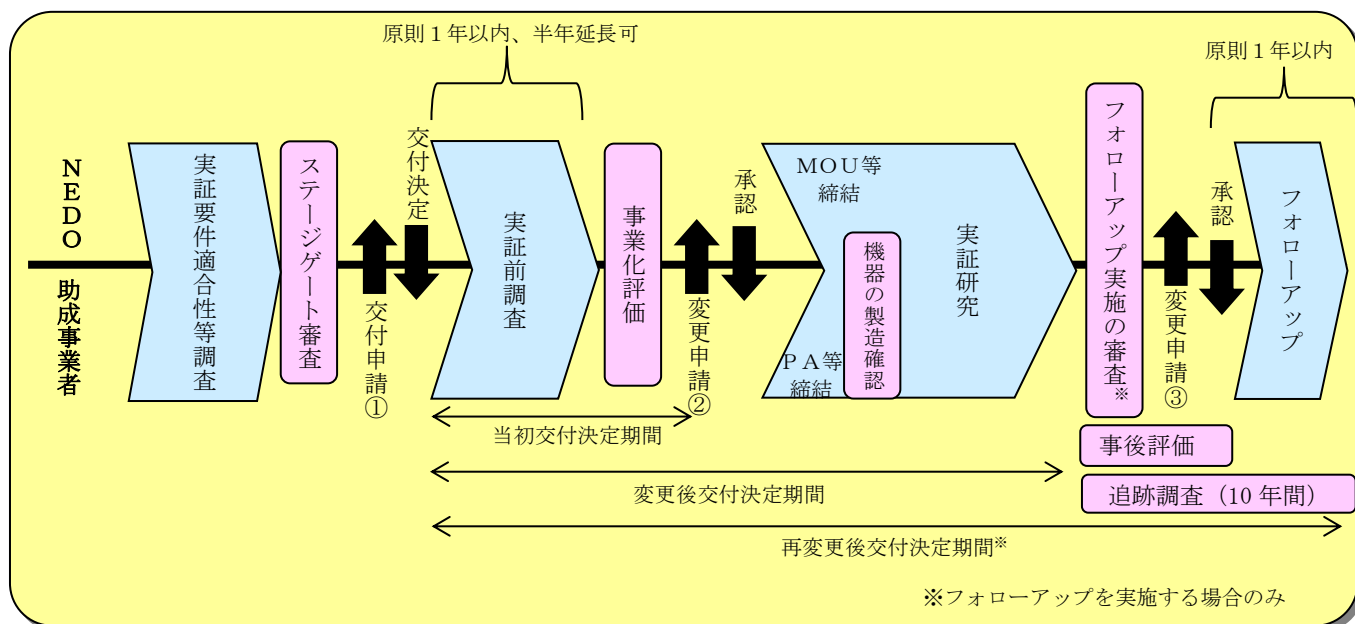 原則１年以内、半年延長可
原則１年以内
NEDO
助成事業者
実証要件適合性等調査
ステージゲート審査
交付申請①
交付決定
実証前調査
事業化評価
変更申請②
承認
MOU等
締結
PA等
締結
機器の製造確認
実証研究
フォローアップ実施の審査※
変更申請③
承認
フォローアップ
当初交付決定期間
事後評価
変更後交付決定期間
追跡調査（10年間）
再変更後交付決定期間※
※フォローアップを実施する場合のみ